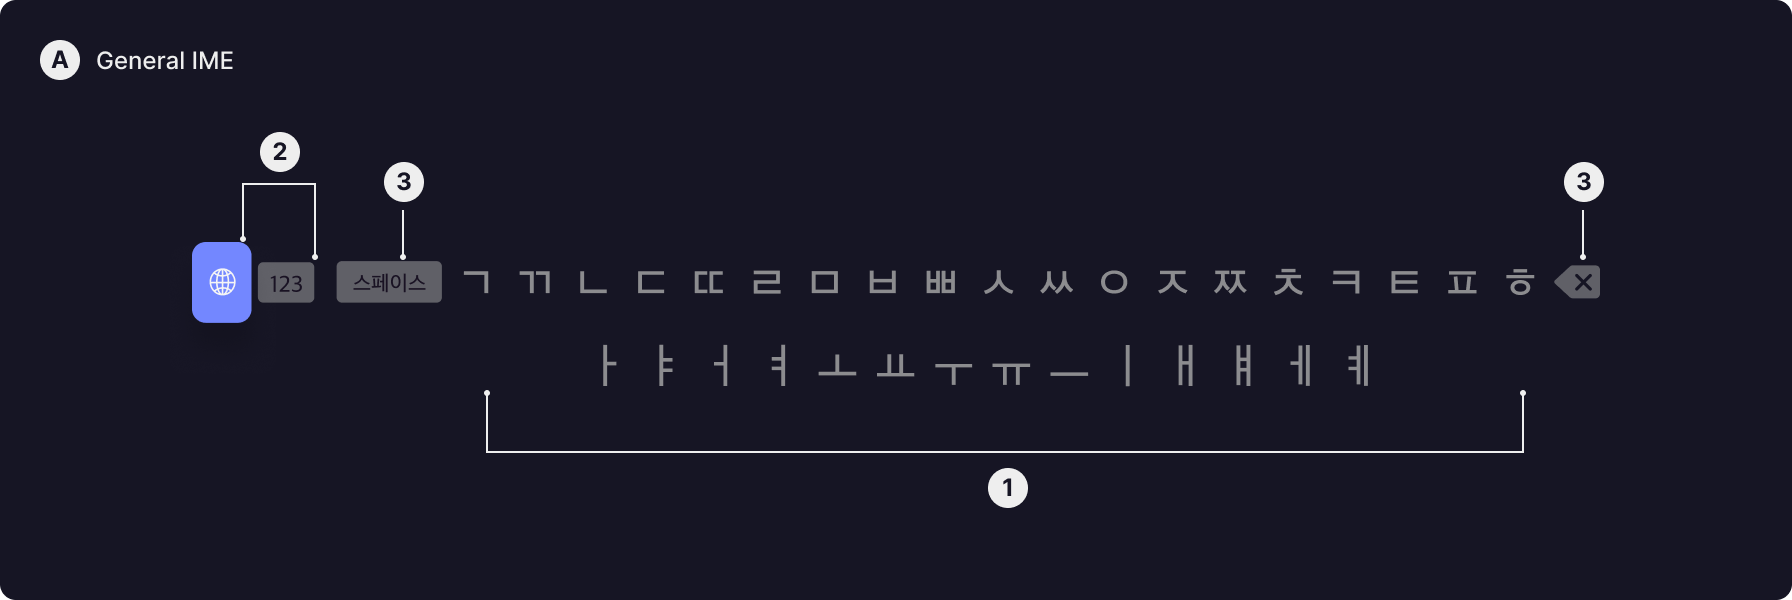 A General IME
2
3 3
123 스페이스 ㄱ ㄲ ㄴ ㄷ ㄸ ㄹ ㅁ ㅂ ㅃ ㅅ ㅆ ㅇ ㅈ ㅉ ㅊ ㅋ ㅌ ㅍ ㅎ
ㅏ ㅑ ㅓ ㅕ ㅗ ㅛ ㅜ ㅠ ㅡ ㅣ ㅐ ㅒ ㅔ ㅖ
1